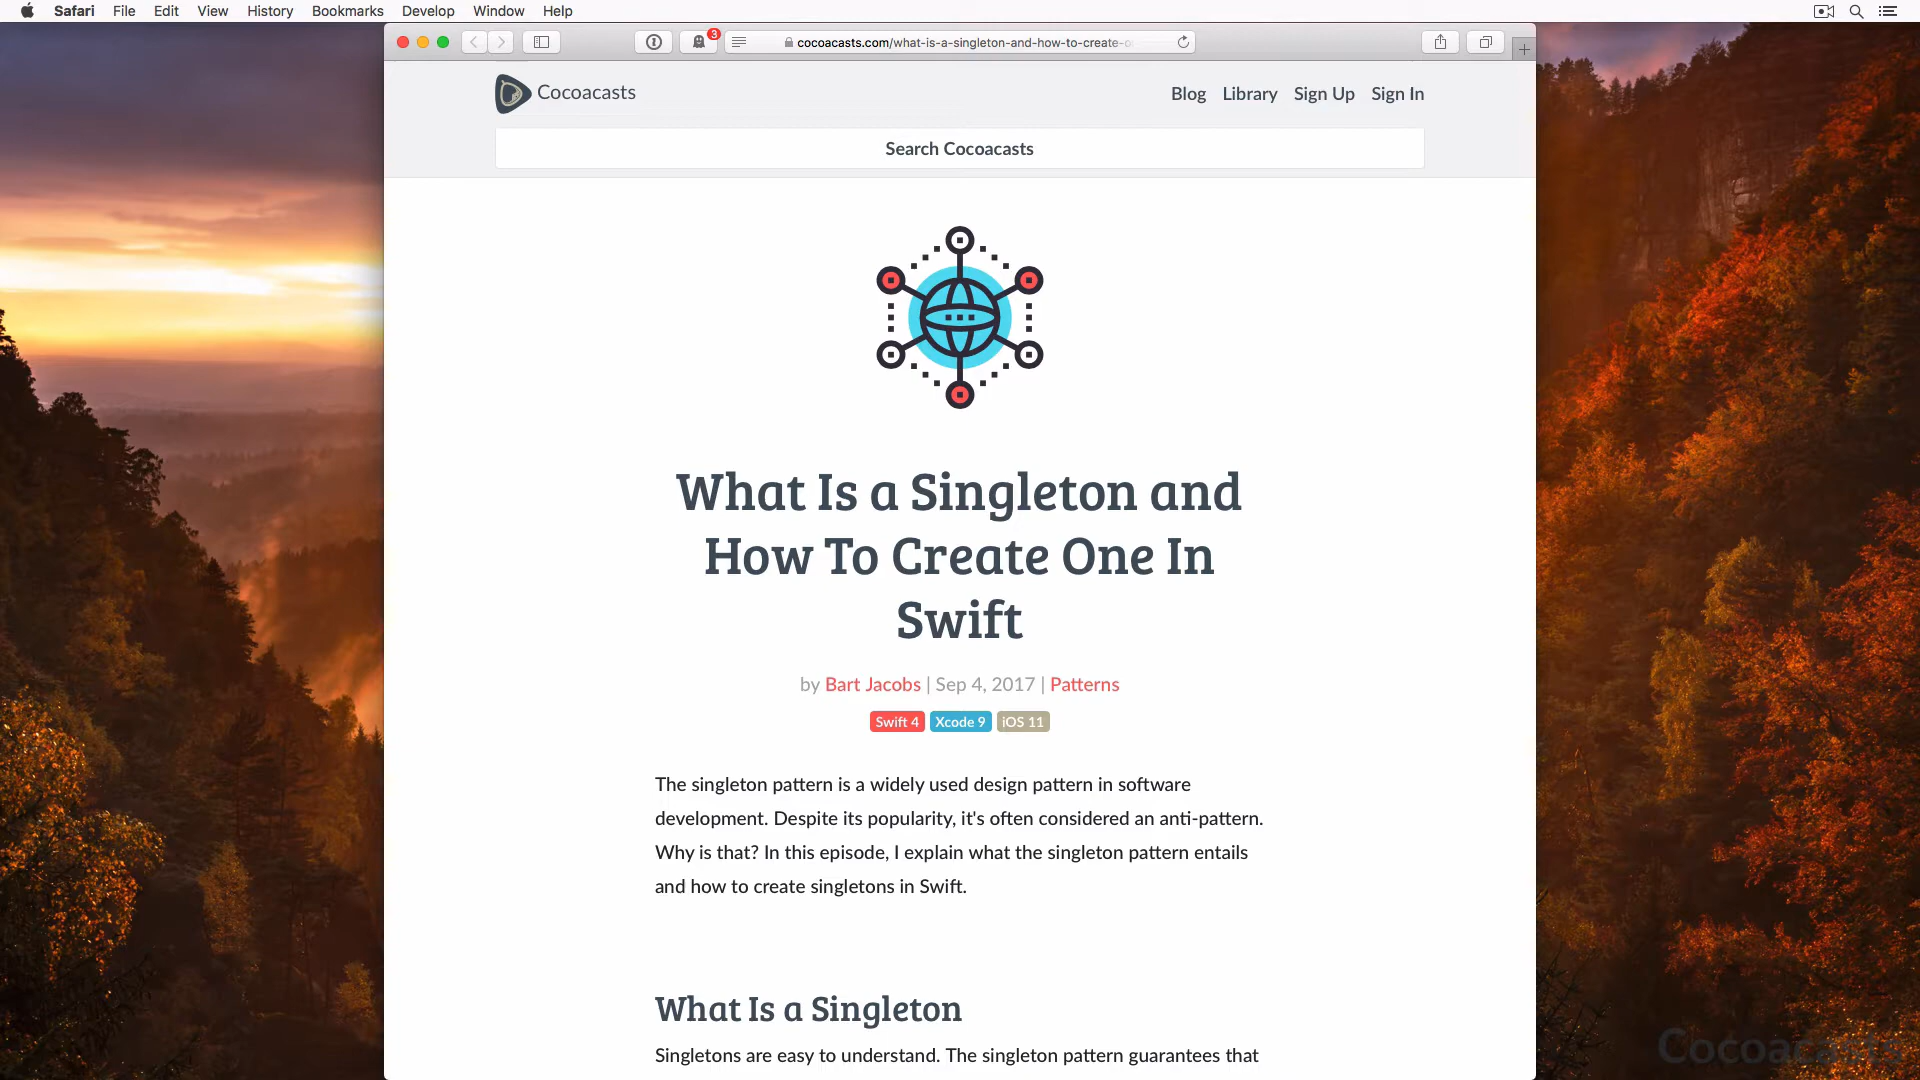 Safari File Edit View History Bookmarks Develop Window Help
3
cocoacasts.com/what-is-a-singleton-and-how-to-create-o
Cocoacasts
Blog Library Sign Up Sign In
Search Cocoacasts
What Is a Singleton and
How To Create One In
Swift
by Bart Jacobs | Sep 4, 2017 | Patterns
Swift 4 Xcode 9 iOS 11
The singleton pattern is a widely used design pattern in software
development. Despite its popularity, it's often considered an anti-pattern.
Why is that? In this episode, I explain what the singleton pattern entails
and how to create singletons in Swift.
What Is a Singleton
Singletons are easy to understand. The singleton pattern guarantees that
Cocoacasts